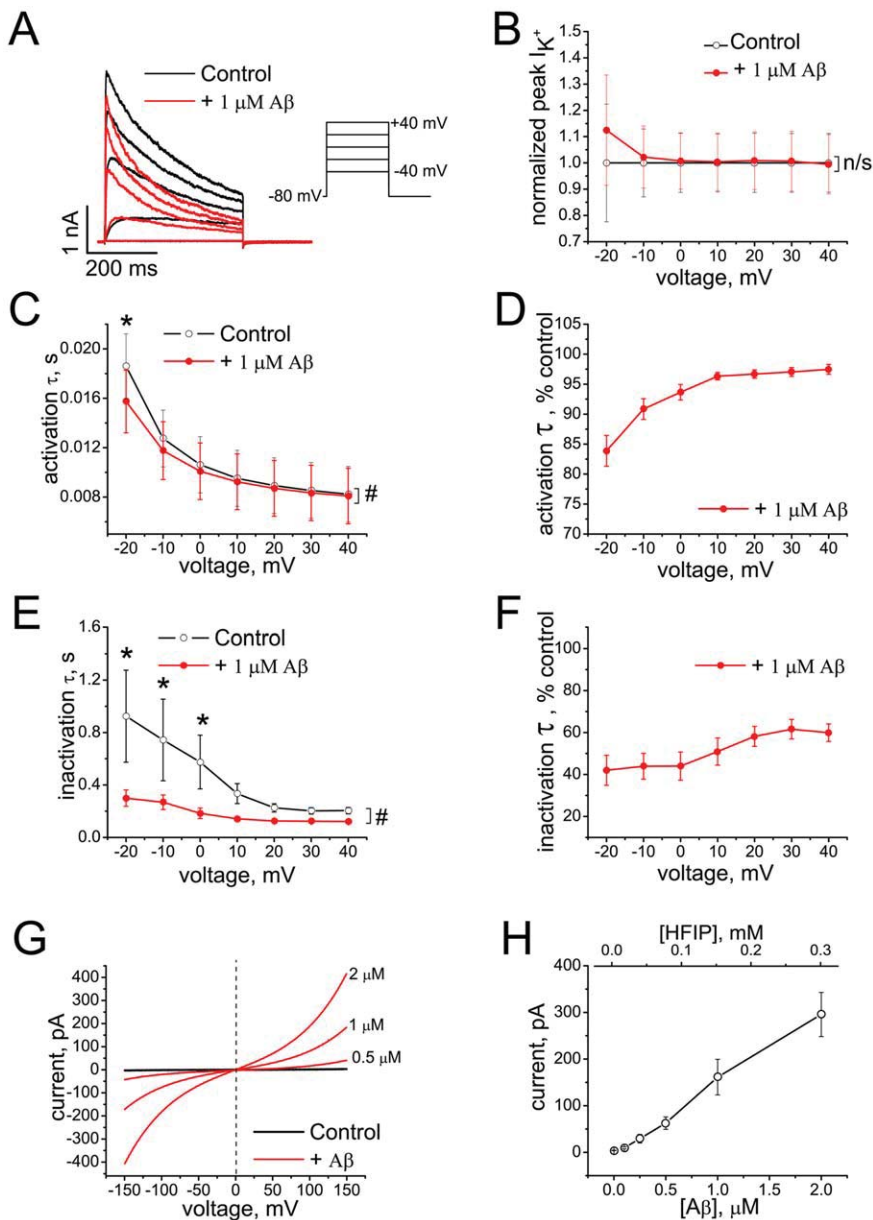 A
Control
+ 1 μM Aβ
+40 mV
-40 mV
-80 mV
1 nA
200 ms
B
Control
+ 1 μM Aβ
normalized peak I_K+
1.5
1.4
1.3
1.2
1.1
1.0
0.9
0.8
0.7
n/s
-20 -10 0 10 20 30 40
voltage, mV
C
*
Control
+ 1 μM Aβ
activation τ, s
0.020
0.016
0.012
0.008
#
-20 -10 0 10 20 30 40
voltage, mV
D
activation τ , % control
105
100
95
90
85
80
75
70
+ 1 μM Aβ
-20 -10 0 10 20 30 40
voltage, mV
E
Control
+ 1 μM Aβ
* * *
inactivation τ, s
1.6
1.2
0.8
0.4
0.0
#
-20 -10 0 10 20 30 40
voltage, mV
F
+ 1 μM Aβ
inactivation τ , % control
100
80
60
40
20
-20 -10 0 10 20 30 40
voltage, mV
G
current, pA
400
300
200
100
0
-100
-200
-300
-400
2 μM
1 μM
0.5 μM
Control
+ Aβ
-150 -100 -50 0 50 100 150
voltage, mV
H
[HFIP], mM
0.0 0.1 0.2 0.3
current, pA
400
300
200
100
0
0.0 0.5 1.0 1.5 2.0
[Aβ], μM